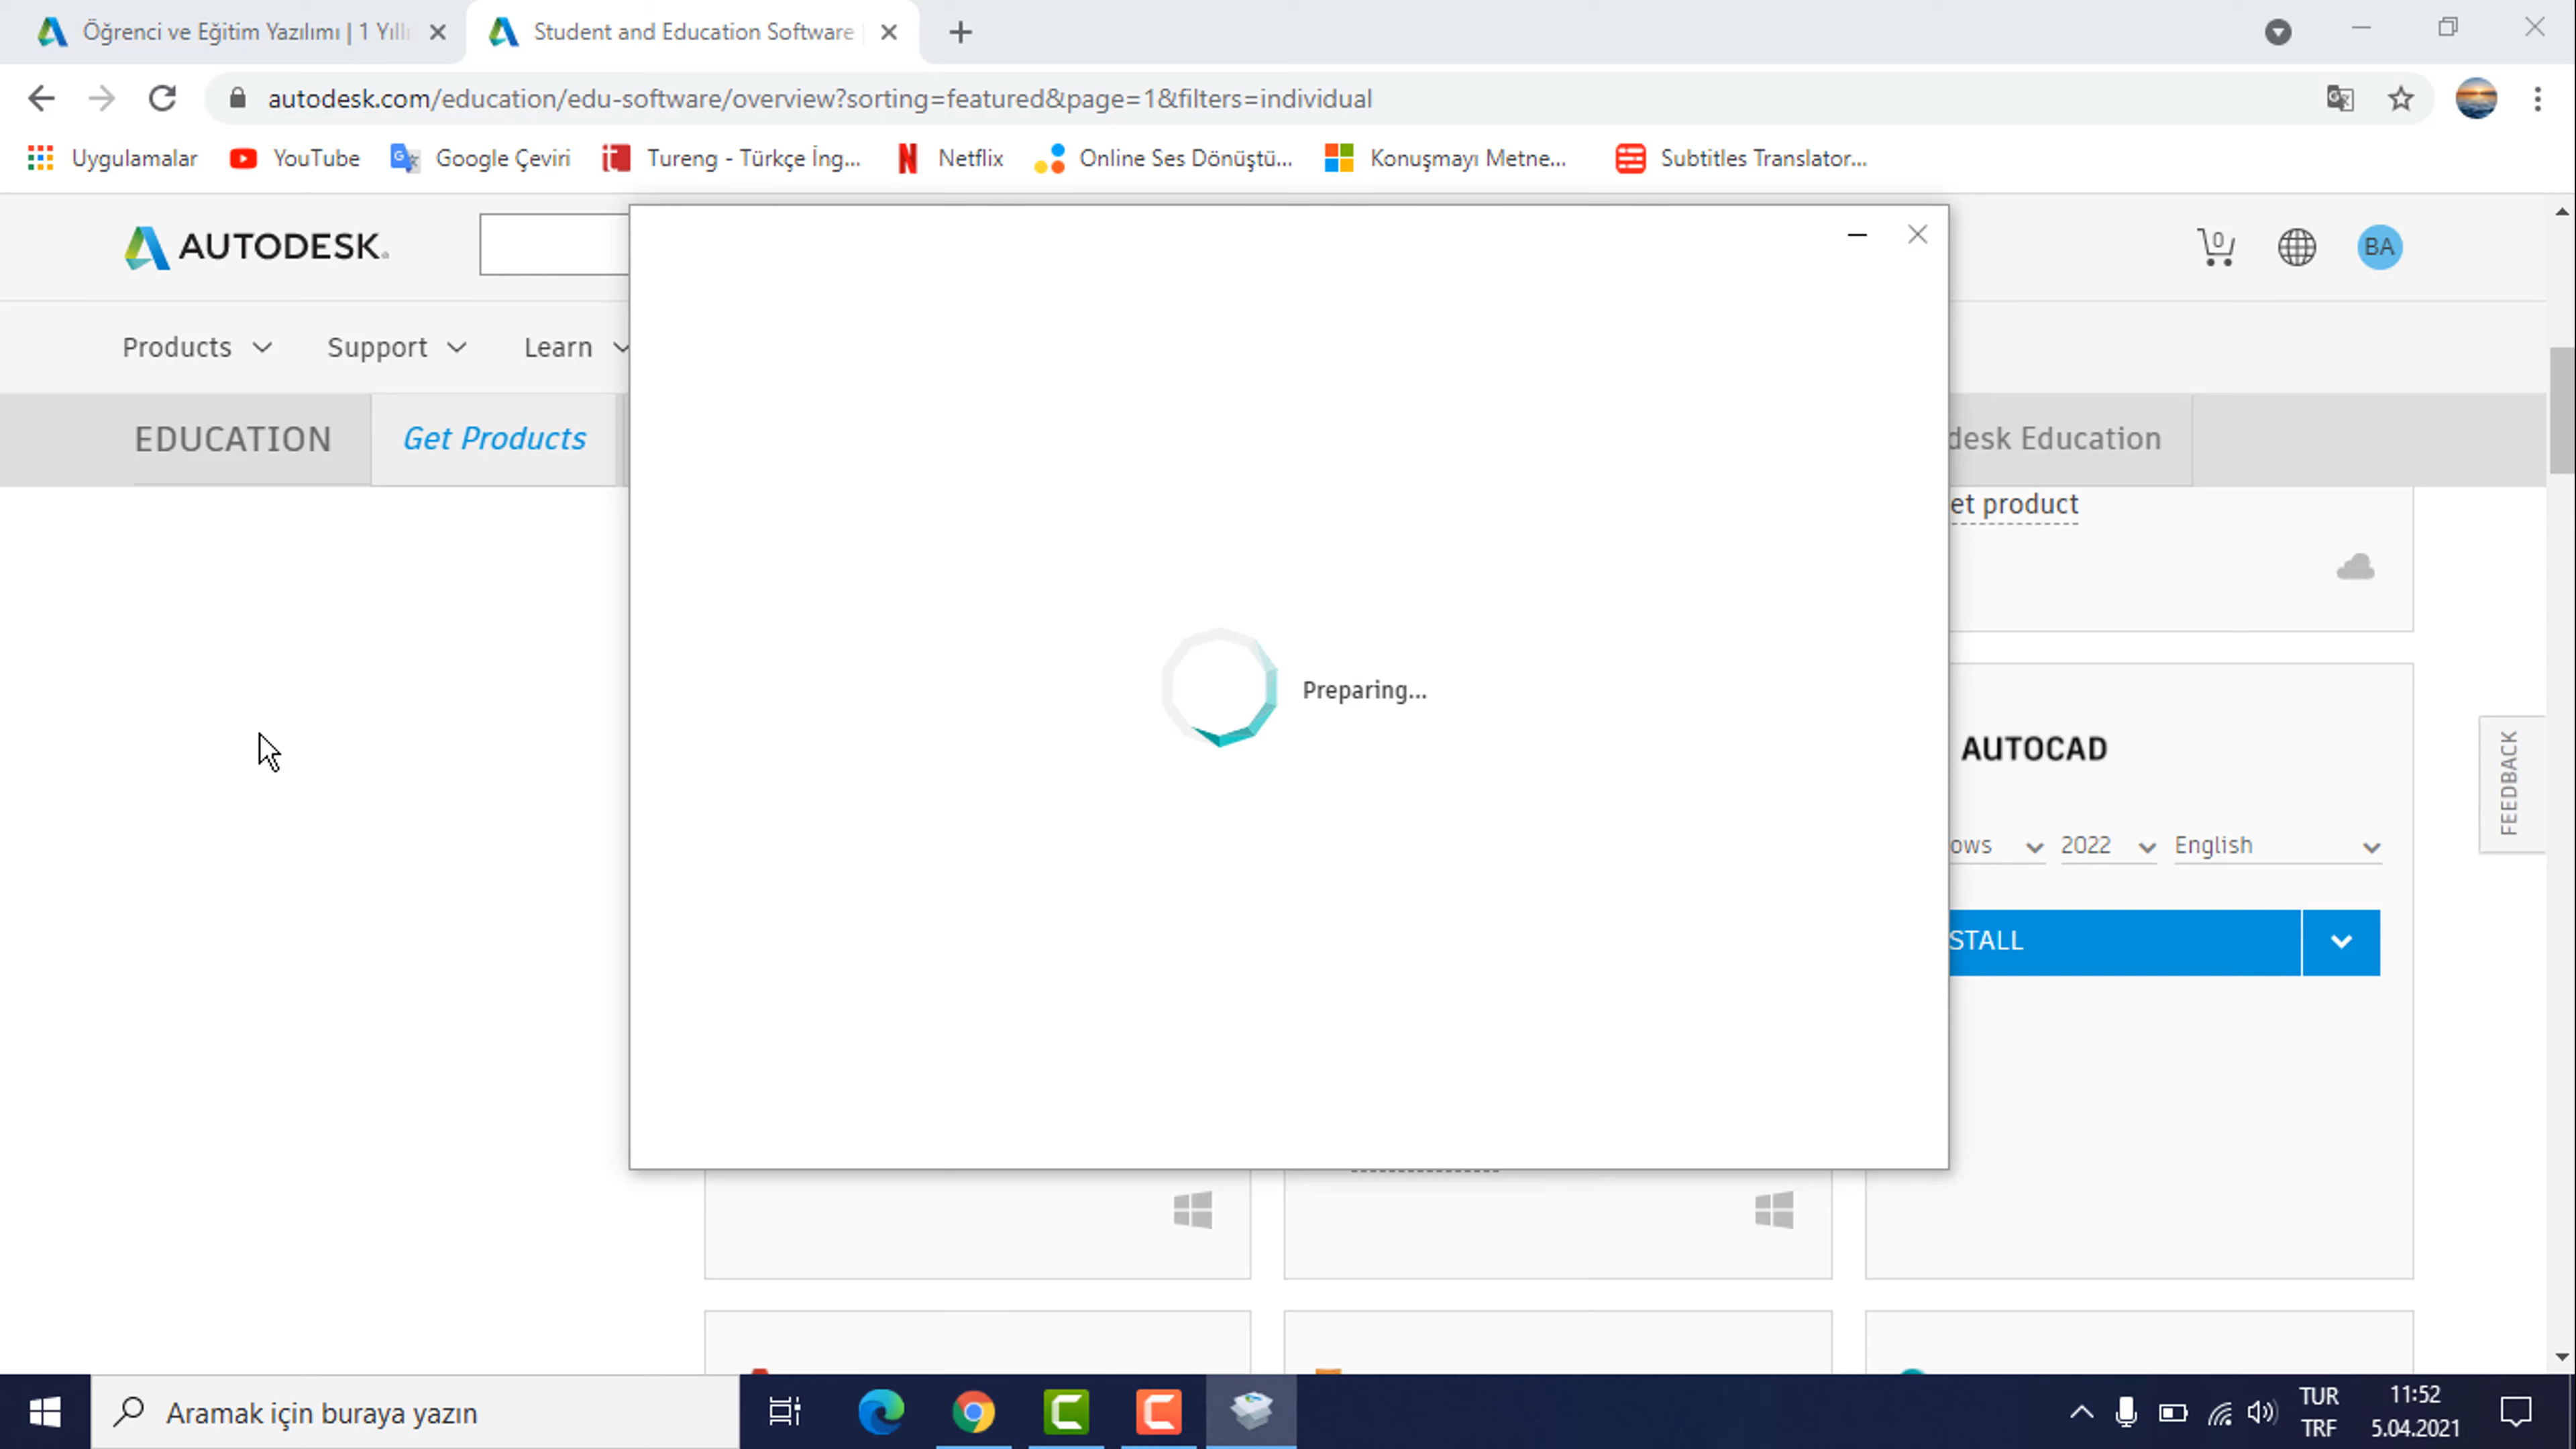 Öğrenci ve Eğitim Yazılımı | 1 Yıllı
Student and Education Software
autodesk.com/education/edu-software/overview?sorting=featured&page=1&filters=individual
Uygulamalar
YouTube
Google Çeviri
Tureng - Türkçe İng...
Netflix
Online Ses Dönüştü...
Konuşmayı Metne...
Subtitles Translator...
AUTODESK
0
BA
Products
Support
Learn
EDUCATION
Get Products
desk Education
et product
Preparing...
AUTOCAD
ows
2022
English
STALL
FEEDBACK
Aramak için buraya yazın
TUR
TRF
11:52
5.04.2021